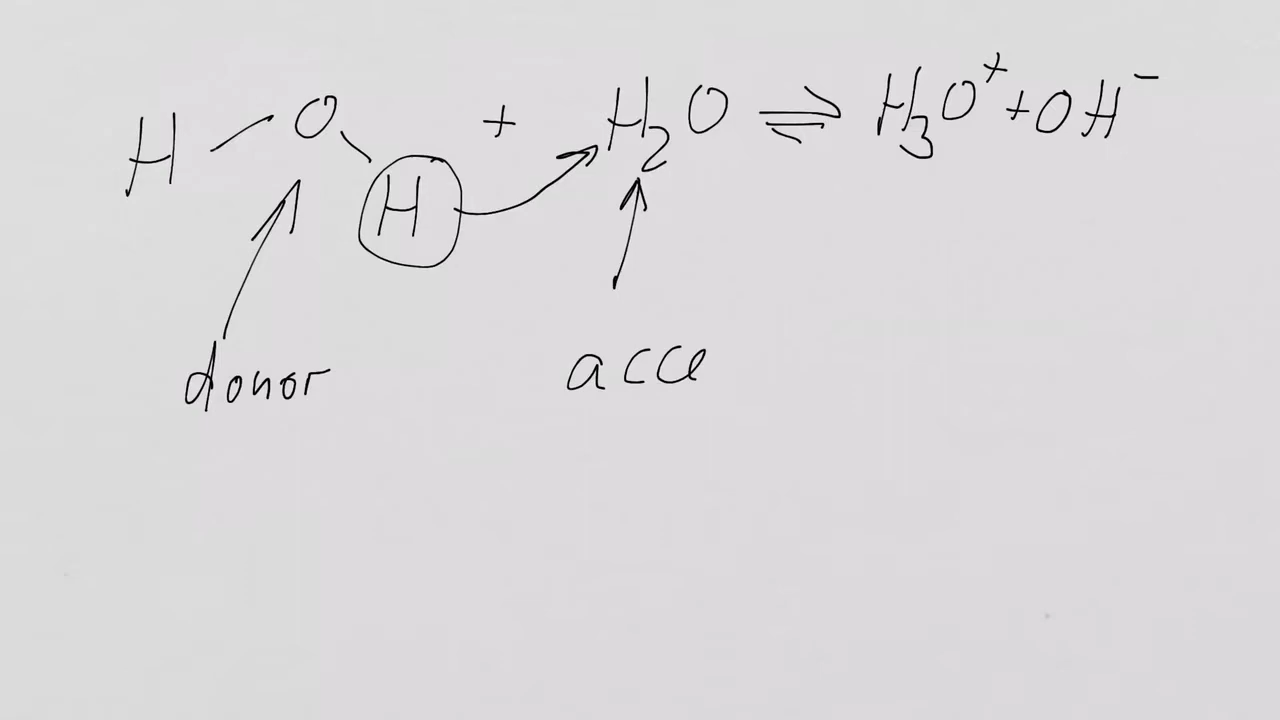 H – O – H + H₂O ⇌ H₃O⁺ + OH⁻
donor acce